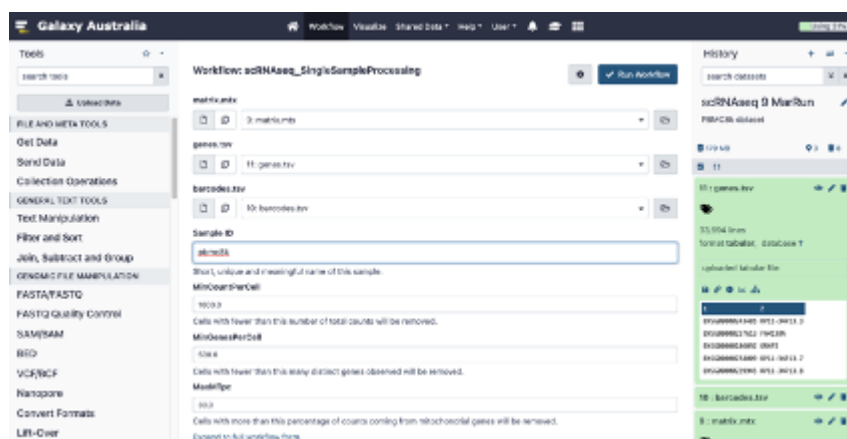 Galaxy Australia
Workflow Visualize Shared Data Help User
Tools
search tools
Upload Data
FILE AND META TOOLS
Get Data
Send Data
Collection Operations
GENERAL TEXT TOOLS
Text Manipulation
Filter and Sort
Join, Subtract and Group
GENOMIC FILE MANIPULATION
FASTA/FASTQ
FASTQ Quality Control
SAM/BAM
BED
VCF/BCF
Nanopore
Convert Formats
Lift-Over
Workflow: scRNAseq_SingleSampleProcessing
Run Workflow
matrix.mtx
9: matrix.mtx
genes.tsv
11: genes.tsv
barcodes.tsv
10: barcodes.tsv
Sample ID
Short, unique and meaningful name of this sample.
MinCountPerCell
1000.0
Cells with fewer than this number of total counts will be removed.
MinGenesPerCell
Cells with fewer than this many distinct genes observed will be removed.
Cells with more than this percentage of counts coming from mitochondrial genes will be removed.
Expand to full workflow form.
History
search datasets
scRNAseq 9 MarRun
11
11 : genes.tsv
format tabular, database ?
uploaded tabular file
10 : barcodes.tsv
9 : matrix.mtx